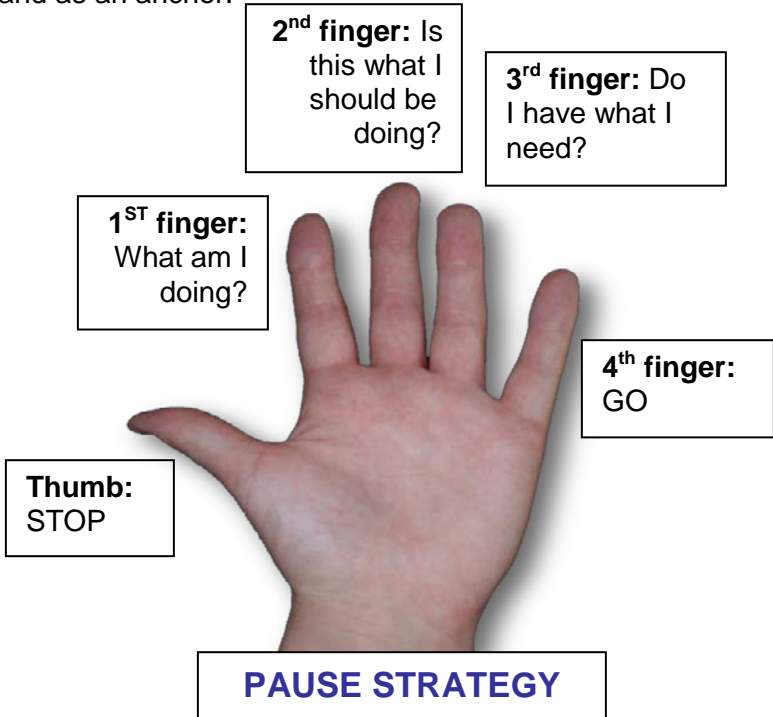 and as an anchor.
2nd finger: Is
this what I
should be
doing?
3rd finger: Do
I have what I
need?
1ST finger:
What am I
doing?
4th finger:
GO
Thumb:
STOP
PAUSE STRATEGY